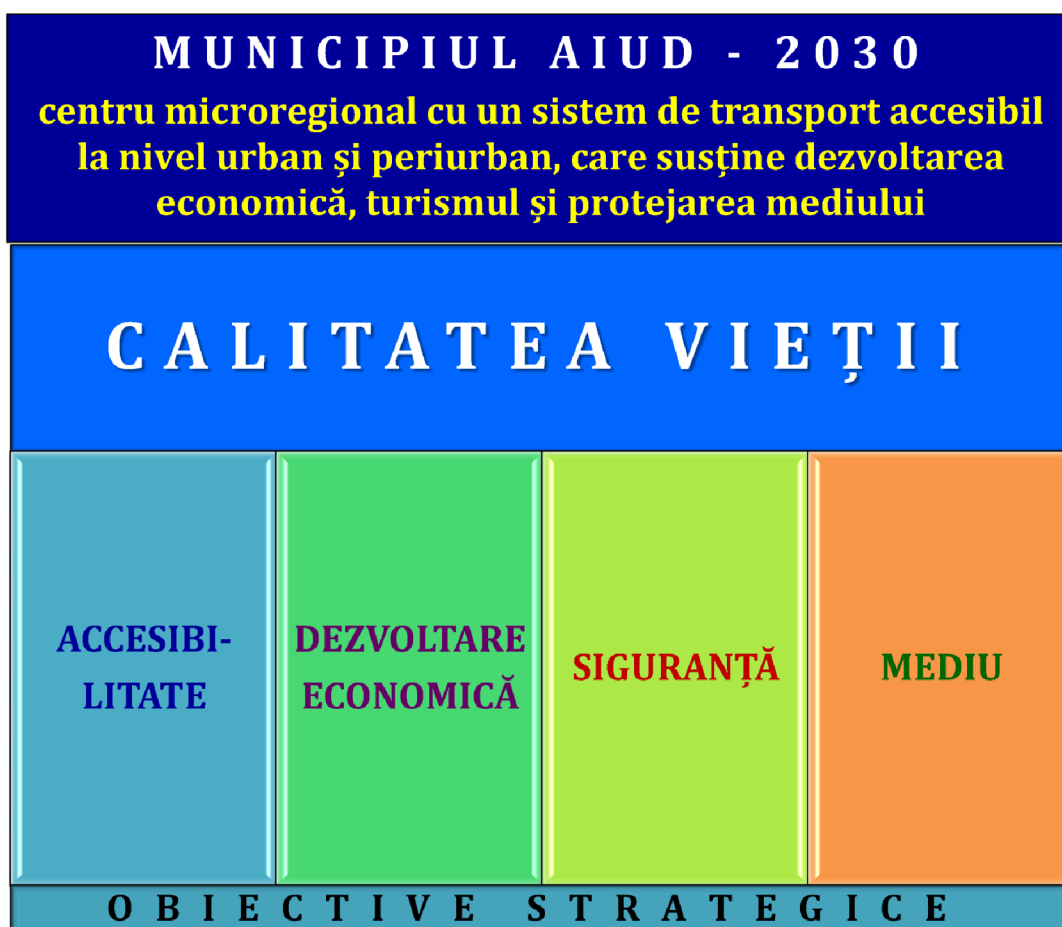 MUNICIPIUL AIUD - 2030
centru microregional cu un sistem de transport accesibil
la nivel urban și periurban, care susține dezvoltarea
economică, turismul și protejarea mediului
CALITATEA VIEȚII
ACCESIBI-
LITATE
DEZVOLTARE
ECONOMICĂ
SIGURANȚĂ
MEDIU
OBIECTIVE STRATEGICE